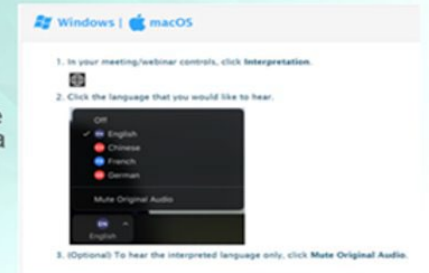 Windows | macOS
1. In your meeting/webinar controls, click Interpretation.
2. Click the language that you would like to hear.
e
a
Off
✓ EN English
Chinese
French
German
Mute Original Audio
EN
English
3. (Optional) To hear the interpreted language only, click Mute Original Audio.